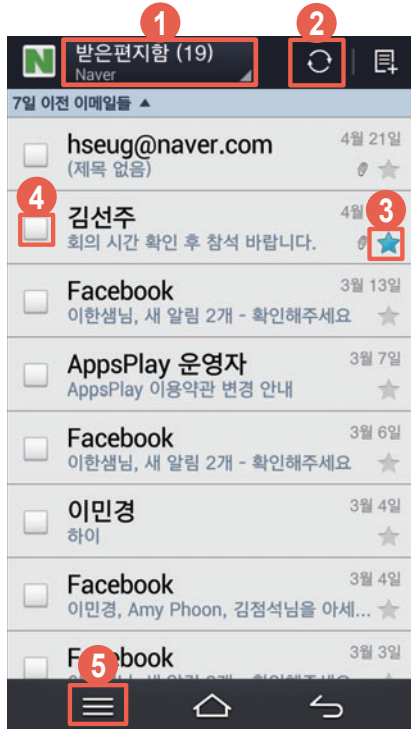 1
2
N
받은편지함 (19)
Naver
7일 이전 이메일들 ▲
hseug@naver.com
4월 21일
(제목 없음)
4
김선주
4월
3
회의 시간 확인 후 참석 바랍니다.
Facebook
3월 13일
이한샘님, 새 알림 2개 - 확인해주세요
AppsPlay 운영자
3월 7일
AppsPlay 이용약관 변경 안내
Facebook
3월 6일
이한샘님, 새 알림 2개 - 확인해주세요
이민경
3월 4일
하이
Facebook
3월 4일
이민경, Amy Phoon, 김점석님을 아세...
5
3월 3일